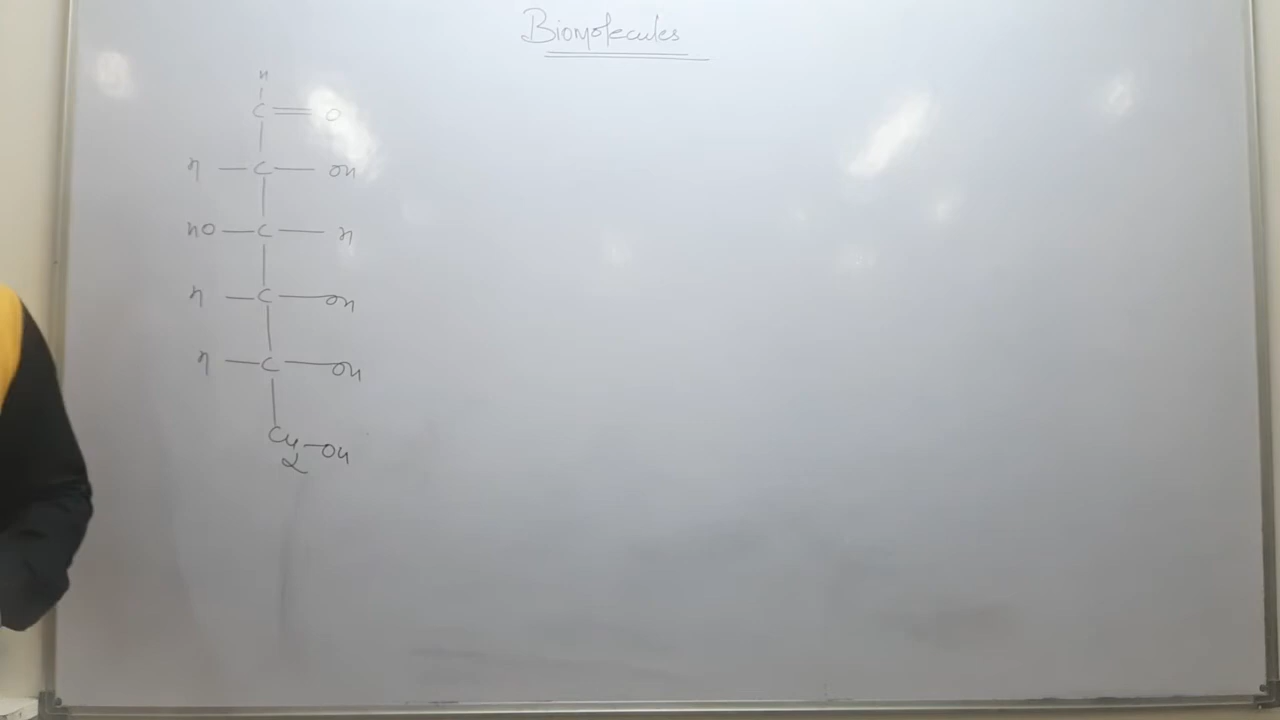 Biomolecules
H
C = O
H — C — OH
HO — C — H
H — C — OH
H — C — OH
CH2 — OH